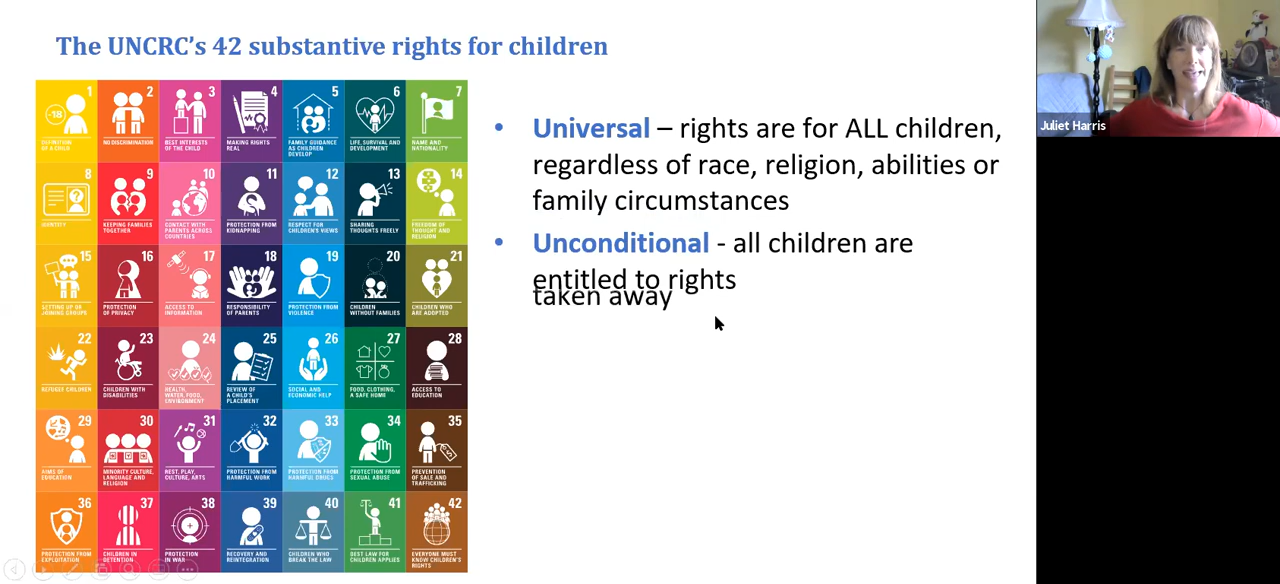 The UNCRC's 42 substantive rights for children
1
DEFINITION
OF A CHILD
-18
2
NO DISCRIMINATION
3
BEST INTERESTS
OF THE CHILD
4
MAKING RIGHTS
REAL
5
FAMILY GUIDANCE
AS CHILDREN
DEVELOP
6
LIFE, SURVIVAL AND
DEVELOPMENT
7
NAME AND
NATIONALITY
8
IDENTITY
9
KEEPING FAMILIES
TOGETHER
10
CONTACT WITH
PARENTS ACROSS
COUNTRIES
11
PROTECTION FROM
KIDNAPPING
12
RESPECT FOR
CHILDREN'S VIEWS
13
SHARING
THOUGHTS FREELY
14
FREEDOM OF
THOUGHT AND
RELIGION
15
SETTING UP OR
JOINING GROUPS
16
PROTECTION
OF PRIVACY
17
ACCESS TO
INFORMATION
18
RESPONSIBILITY
OF PARENTS
19
PROTECTION FROM
VIOLENCE
20
CHILDREN
WITHOUT FAMILIES
21
CHILDREN WHO
ARE ADOPTED
22
REFUGEE CHILDREN
23
CHILDREN WITH
DISABILITIES
24
HEALTH,
WATER, FOOD,
ENVIRONMENT
25
REVIEW OF
A CHILD'S
PLACEMENT
26
SOCIAL AND
ECONOMIC HELP
27
FOOD, CLOTHING,
A SAFE HOME
28
ACCESS TO
EDUCATION
29
AIMS OF
EDUCATION
30
MINORITY CULTURE,
LANGUAGE AND
RELIGION
31
REST, PLAY,
CULTURE, ARTS
32
PROTECTION FROM
HARMFUL WORK
33
PROTECTION FROM
HARMFUL DRUGS
34
PROTECTION FROM
SEXUAL ABUSE
35
PREVENTION
OF SALE AND
TRAFFICKING
36
PROTECTION FROM
EXPLOITATION
37
CHILDREN IN
DETENTION
38
PROTECTION
IN WAR
39
RECOVERY AND
REINTEGRATION
40
CHILDREN WHO
BREAK THE LAW
41
BEST LAW FOR
CHILDREN APPLIES
42
EVERYONE MUST
KNOW CHILDREN'S
RIGHTS
• Universal – rights are for ALL children,
regardless of race, religion, abilities or
family circumstances
• Unconditional - all children are
entitled to rights
taken away
Juliet Harris